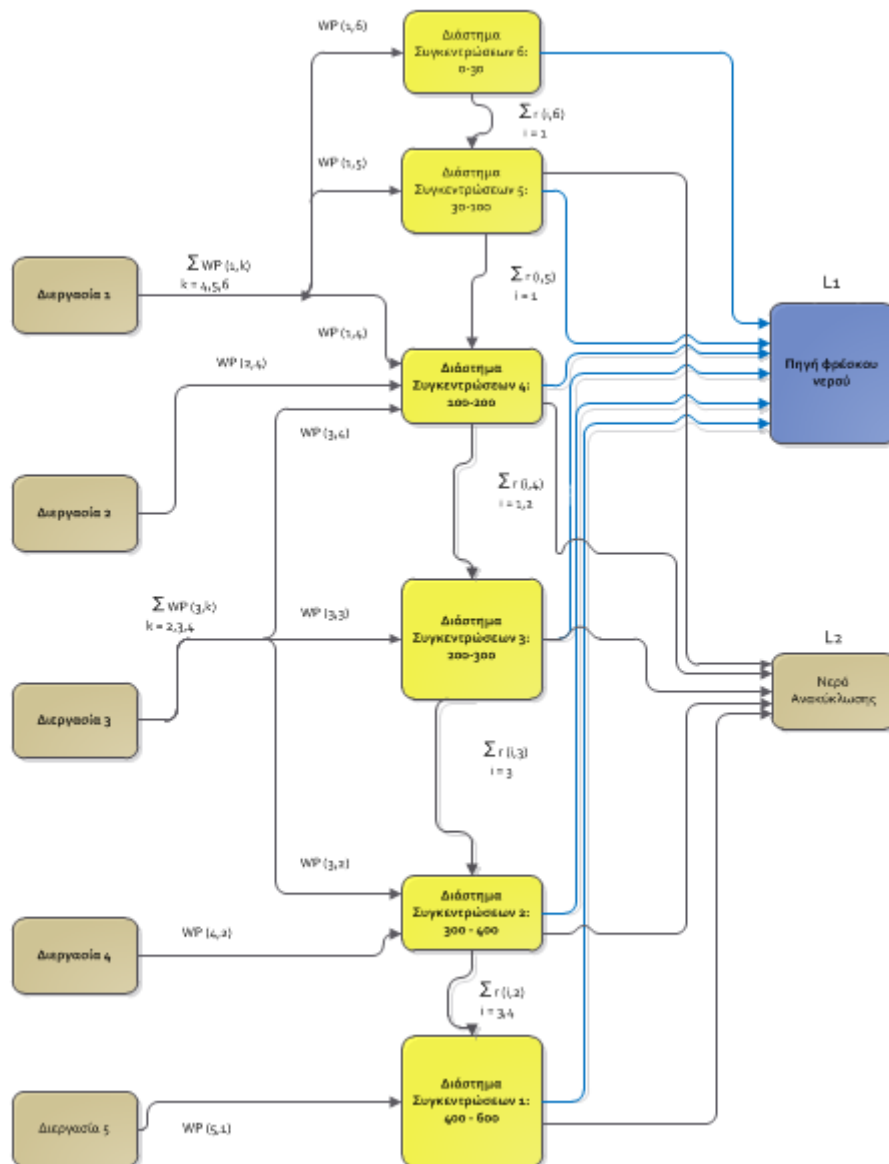 WP (1,6)
Διάστημα
Συγκεντρώσεων 6:
0-30
Σ r (i,6)
i = 1
WP (1,5)
Διάστημα
Συγκεντρώσεων 5:
30-100
Διεργασία 1
Σ WP (1,k)
k = 4,5,6
Σ r (i,5)
i = 1
L1
Πηγή φρέσκου
νερού
WP (1,4)
WP (2,4)
Διάστημα
Συγκεντρώσεων 4:
100-200
WP (3,4)
Διεργασία 2
Σ r (i,4)
i = 1,2
Σ WP (3,k)
k = 2,3,4
WP (3,3)
Διάστημα
Συγκεντρώσεων 3:
200-300
L2
Νερό
Ανακύκλωσης
Διεργασία 3
Σ r (i,3)
i = 3
WP (3,2)
Διάστημα
Συγκεντρώσεων 2:
300 - 400
Διεργασία 4
WP (4,2)
Σ r (i,2)
i = 3,4
Διάστημα
Συγκεντρώσεων 1:
400 - 600
Διεργασία 5
WP (5,1)